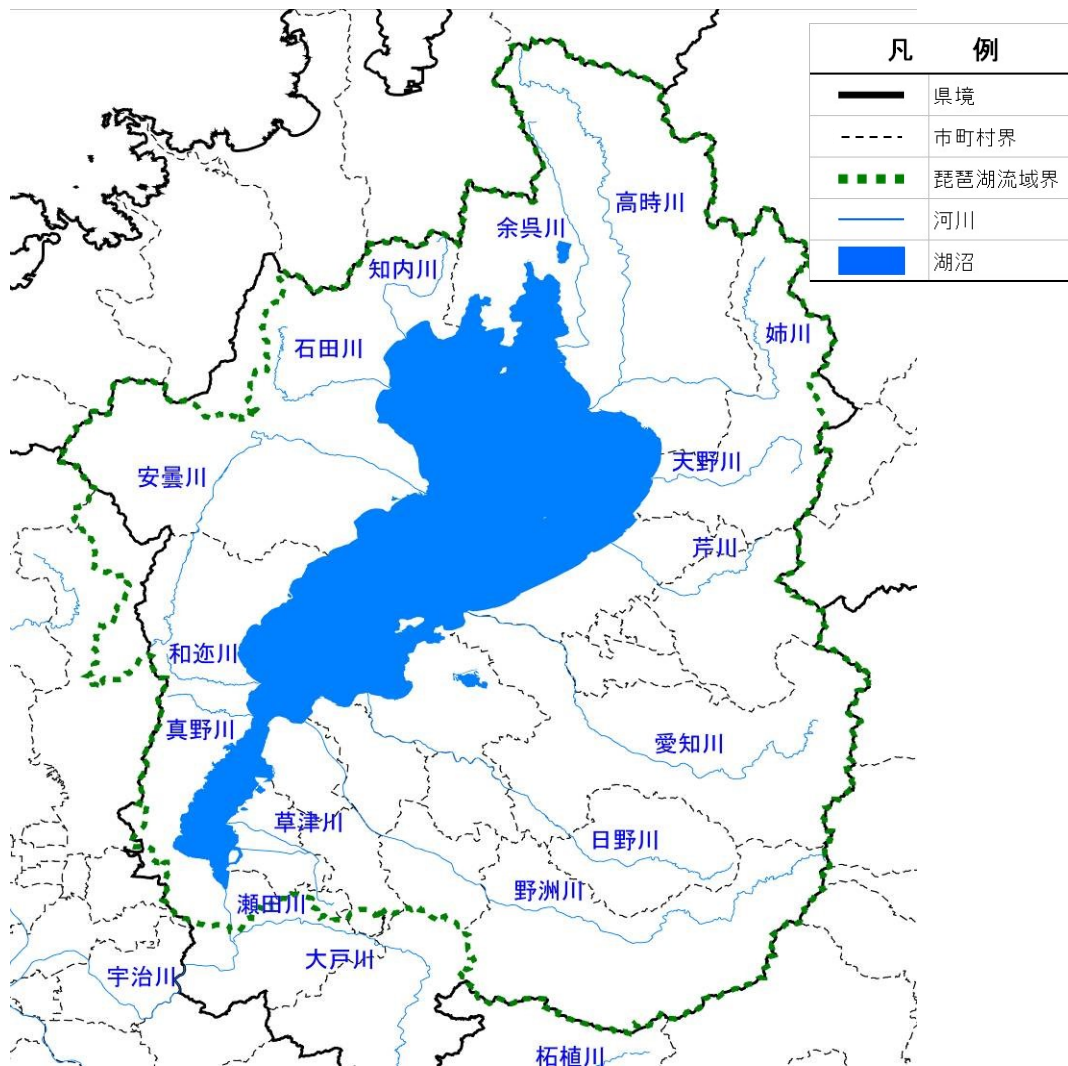 凡 例
県境
市町村界
琵琶湖流域界
河川
湖沼
高時川
余呉川
知内川
姉川
石田川
天野川
安曇川
芹川
和迩川
真野川
愛知川
草津川
日野川
野洲川
瀬田川
大戸川
宇治川
柘植川